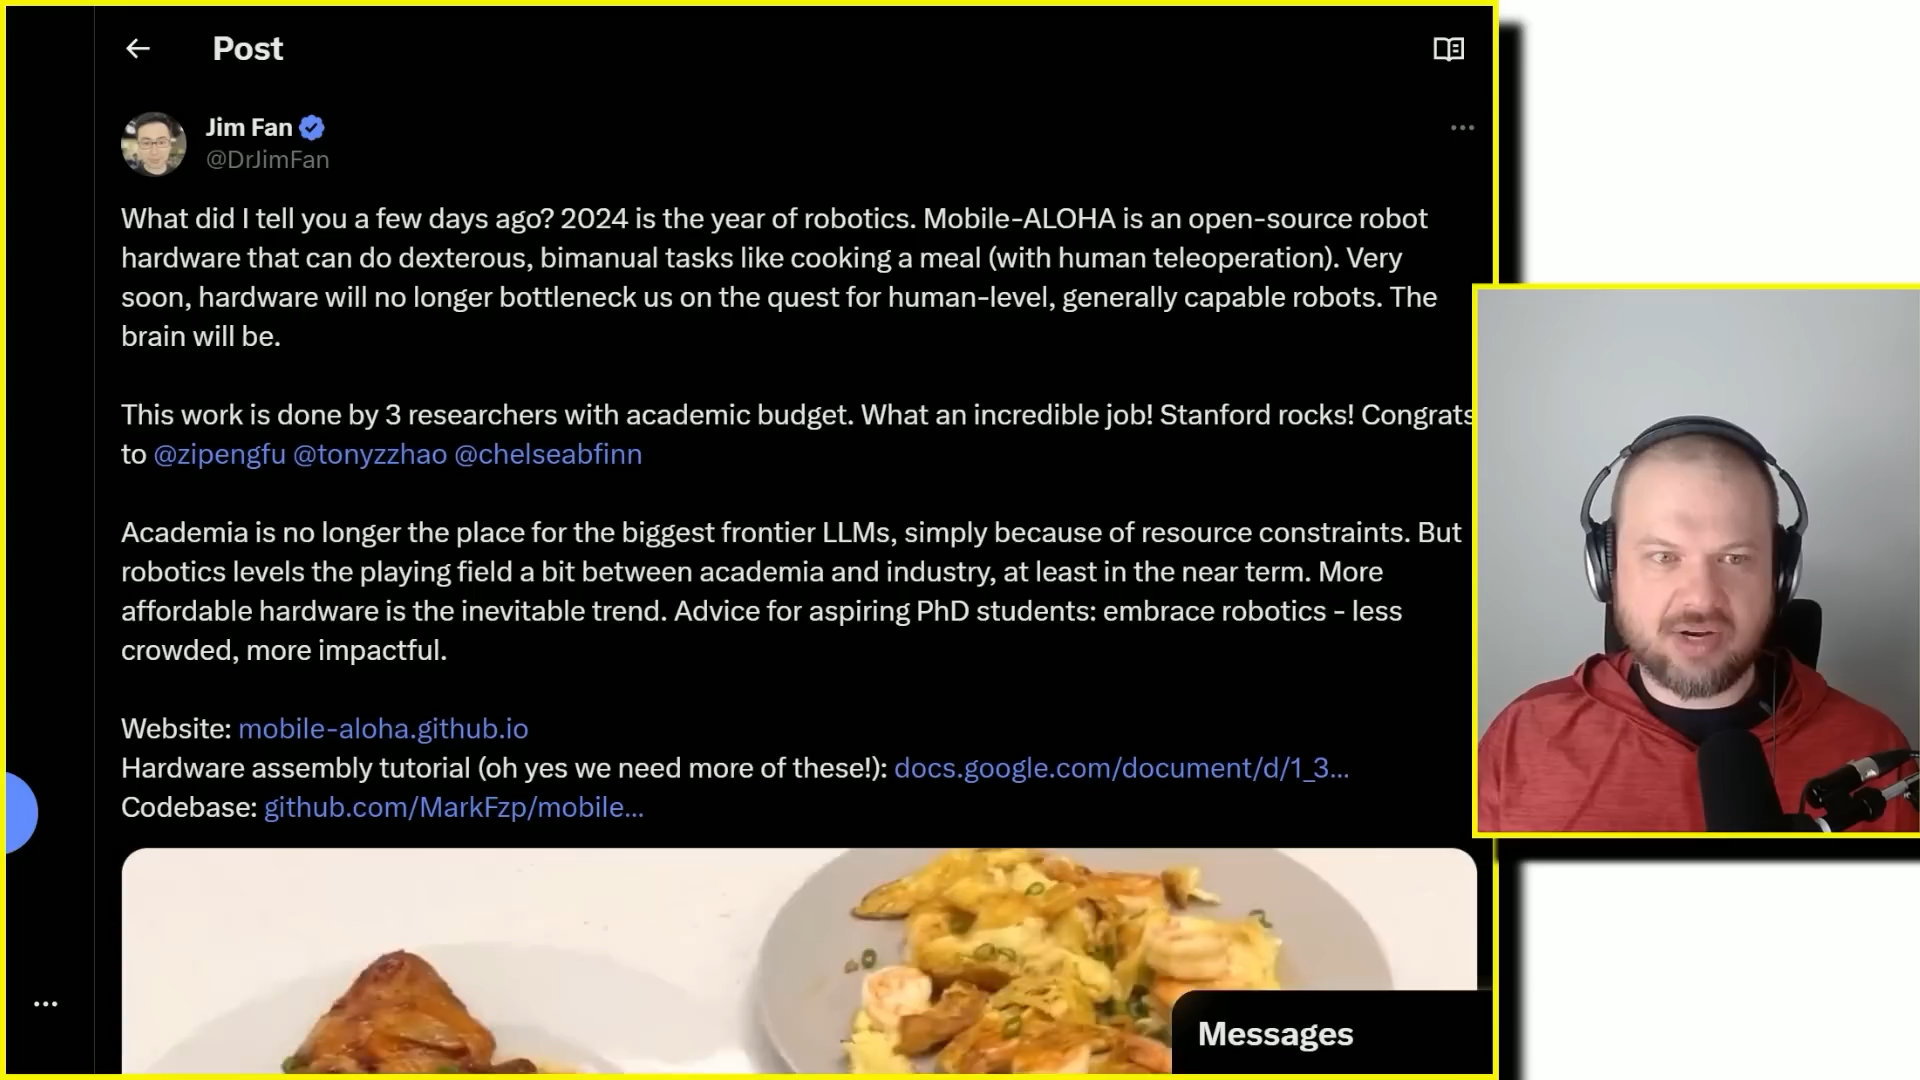 Post
Jim Fan
@DrJimFan
What did I tell you a few days ago? 2024 is the year of robotics. Mobile-ALOHA is an open-source robot
hardware that can do dexterous, bimanual tasks like cooking a meal (with human teleoperation). Very
soon, hardware will no longer bottleneck us on the quest for human-level, generally capable robots. The
brain will be.
This work is done by 3 researchers with academic budget. What an incredible job! Stanford rocks! Congrats
to @zipengfu @tonyzzhao @chelseabfinn
Academia is no longer the place for the biggest frontier LLMs, simply because of resource constraints. But
robotics levels the playing field a bit between academia and industry, at least in the near term. More
affordable hardware is the inevitable trend. Advice for aspiring PhD students: embrace robotics - less
crowded, more impactful.
Website: mobile-aloha.github.io
Hardware assembly tutorial (oh yes we need more of these!): docs.google.com/document/d/1_3...
Codebase: github.com/MarkFzp/mobile...
Messages